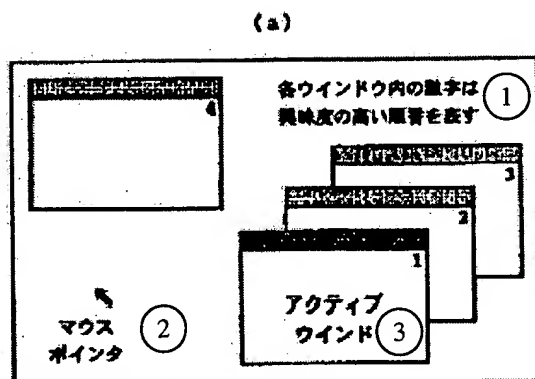 (a)
各ウインドウ内の数字は
興味度の高い順番を表す
1
4
3
2
1
アクティブ
ウインド
3
マウス
ポインタ
2